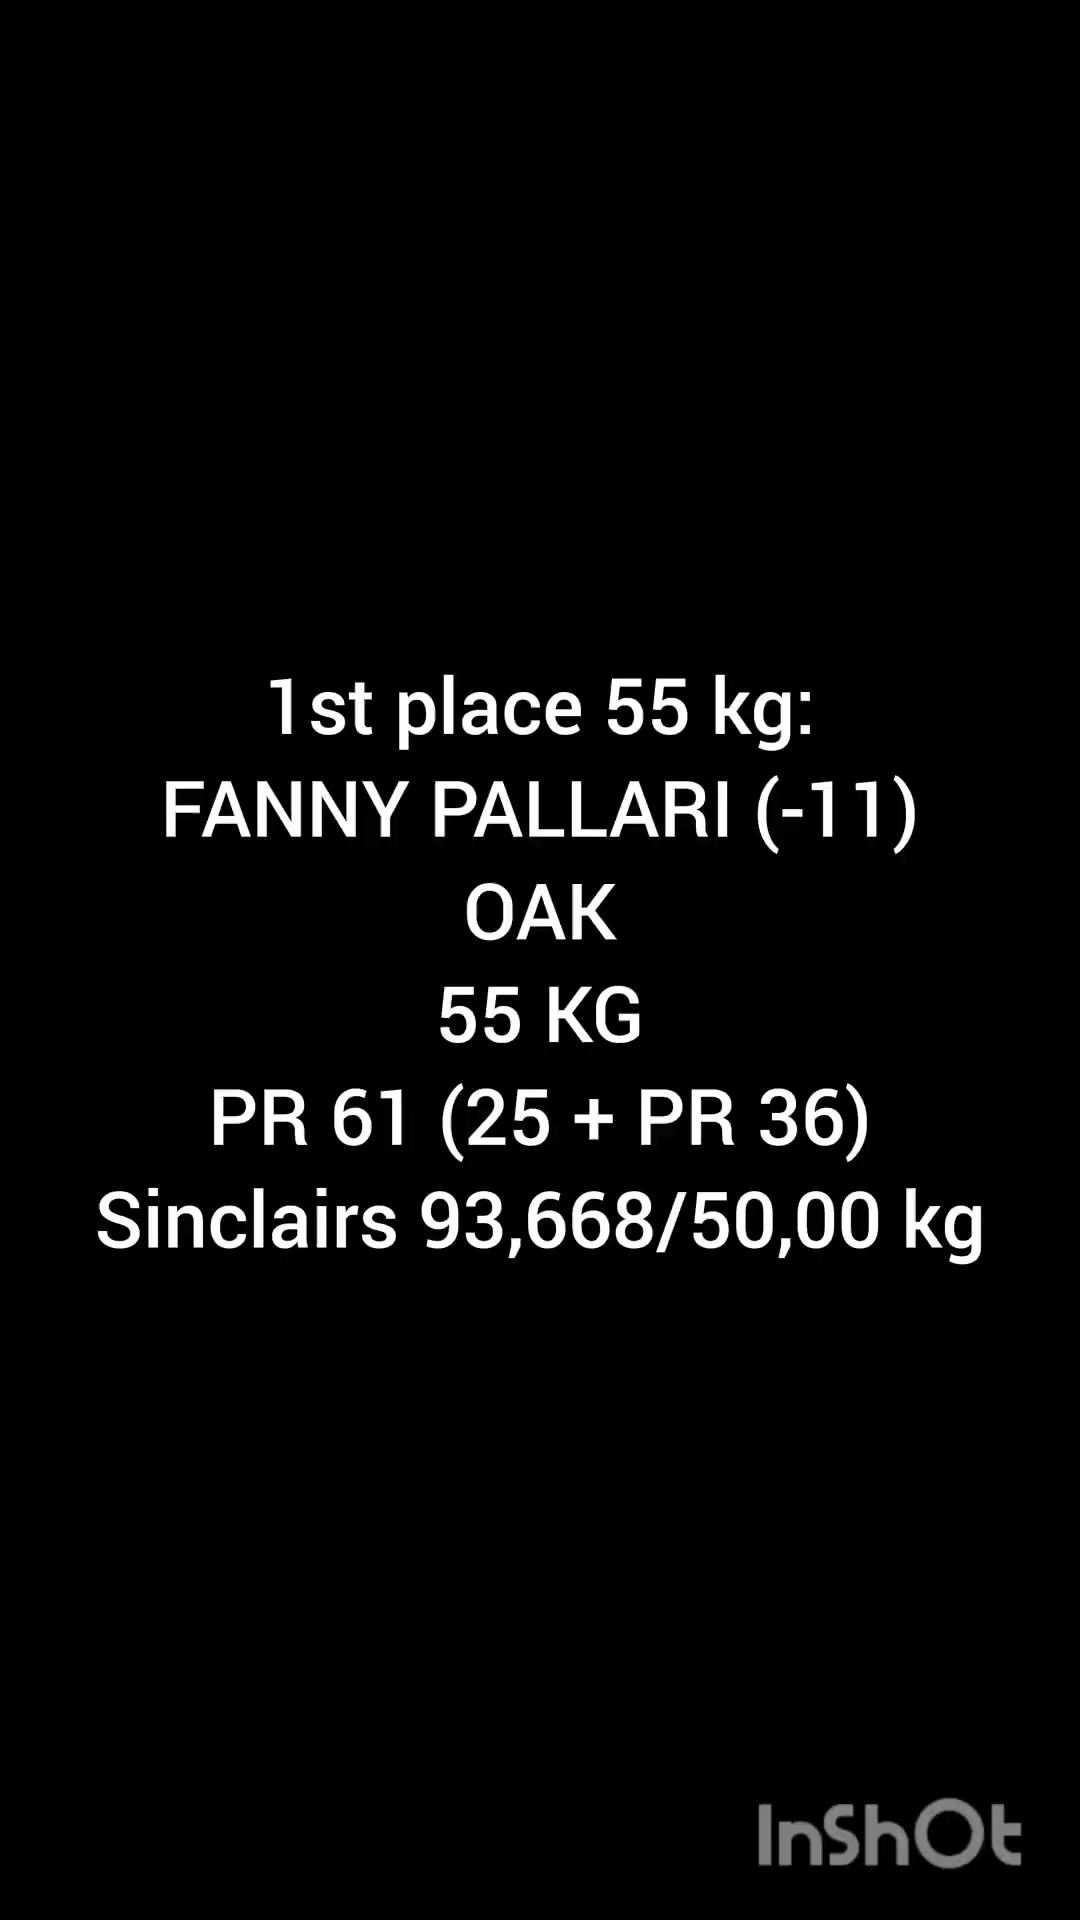 1st place 55 kg:
FANNY PALLARI (-11)
OAK
55 KG
PR 61 (25 + PR 36)
Sinclairs 93,668/50,00 kg
InShOt